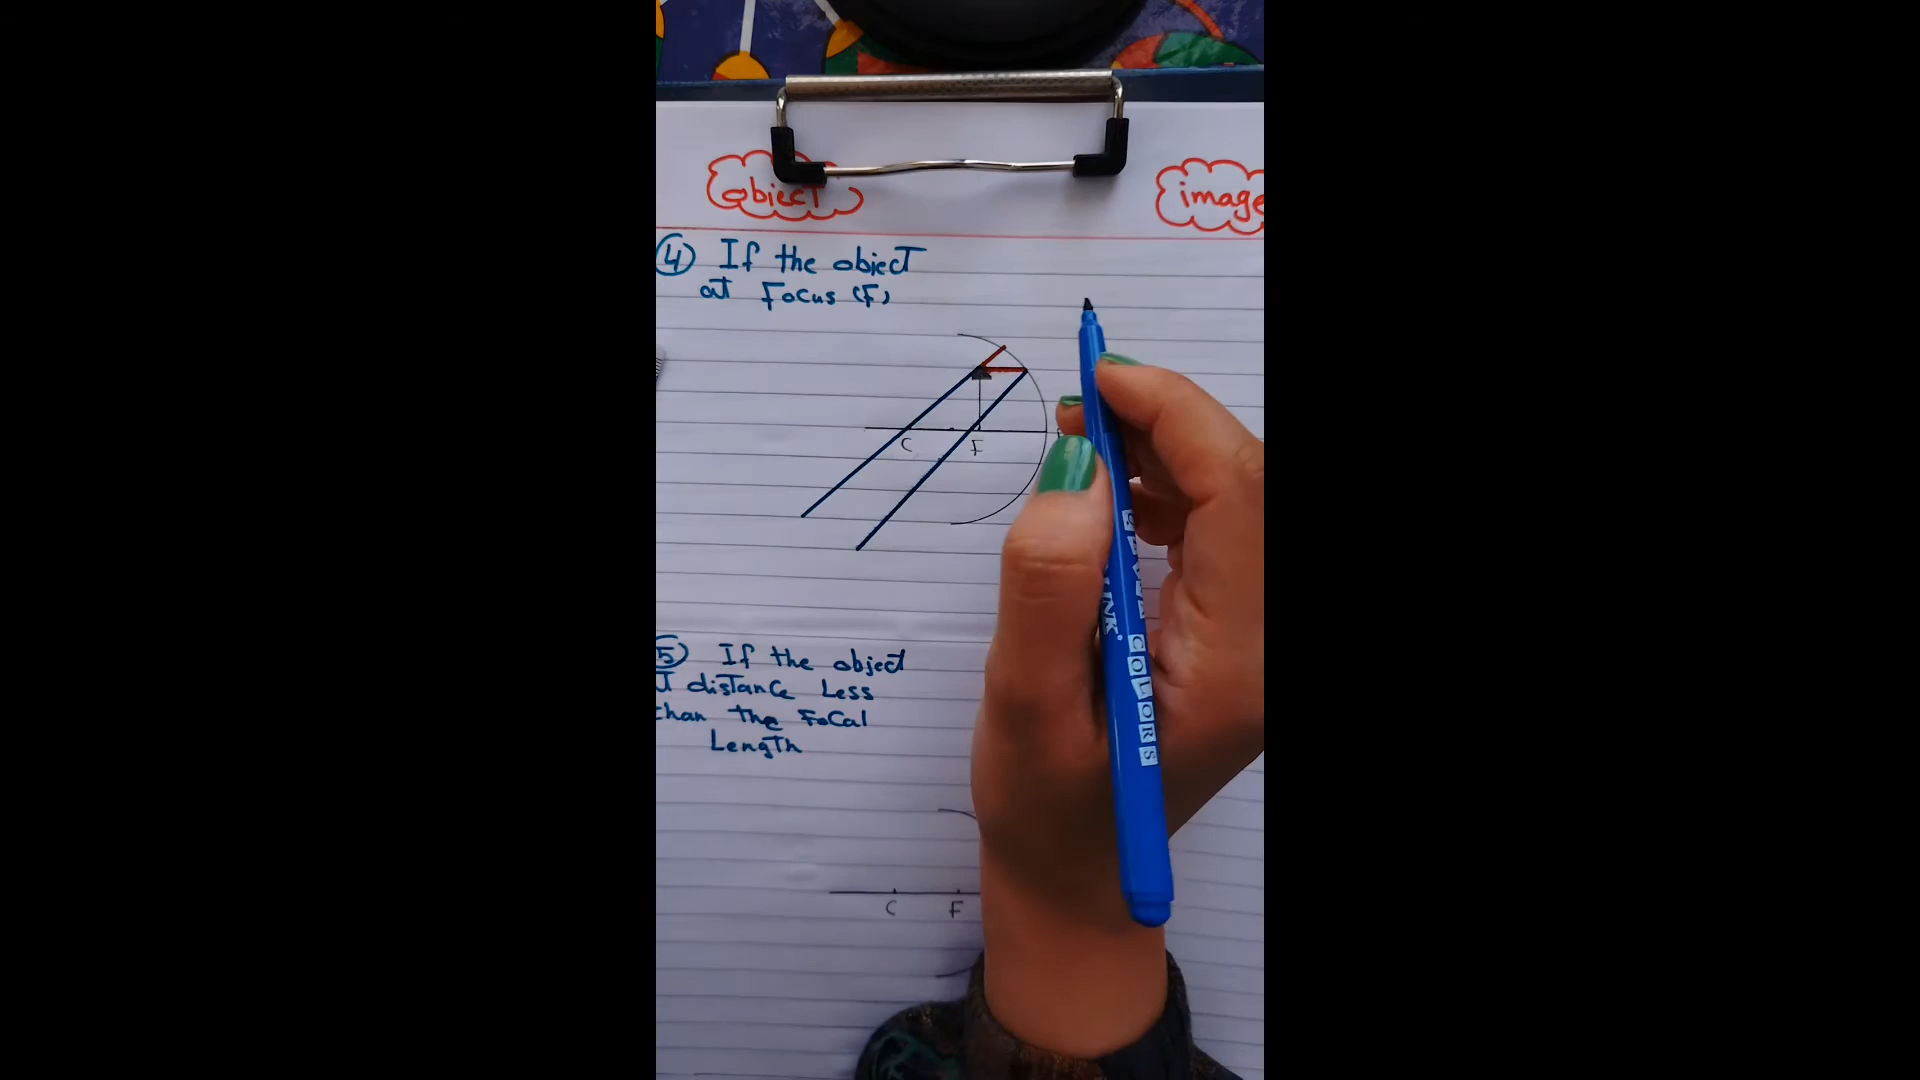 object
image
④ If the object
at Focus (F)
C F
⑤ If the object
distance Less
than the Focal
Length
C F
COLORS